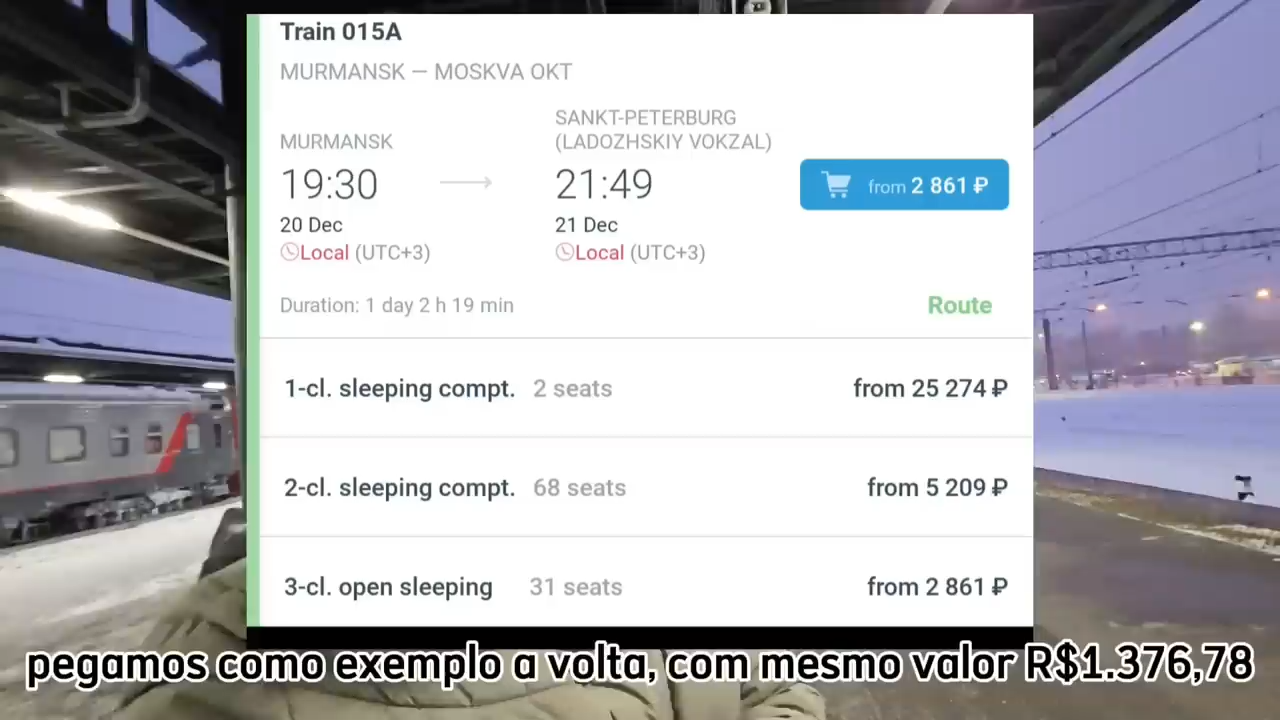 Train 015A
MURMANSK — MOSKVA OKT
MURMANSK
19:30
20 Dec
Local (UTC+3)
SANKT-PETERBURG
(LADOZHSKIY VOKZAL)
21:49
21 Dec
Local (UTC+3)
from 2 861 ₽
Duration: 1 day 2 h 19 min
Route
1-cl. sleeping compt. 2 seats from 25 274 ₽
2-cl. sleeping compt. 68 seats from 5 209 ₽
3-cl. open sleeping 31 seats from 2 861 ₽
pegamos como exemplo a volta, com mesmo valor R$1.376,78